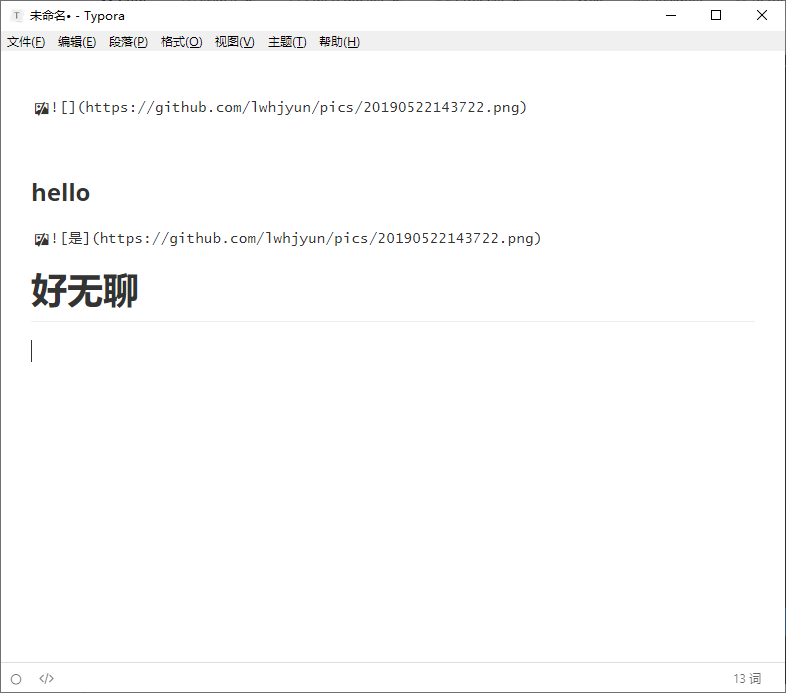 未命名• - Typora
文件(F) 编辑(E) 段落(P) 格式(O) 视图(V) 主题(T) 帮助(H)
![](https://github.com/lwhjyun/pics/20190522143722.png)
hello
![是](https://github.com/lwhjyun/pics/20190522143722.png)
好无聊
</> 13 词